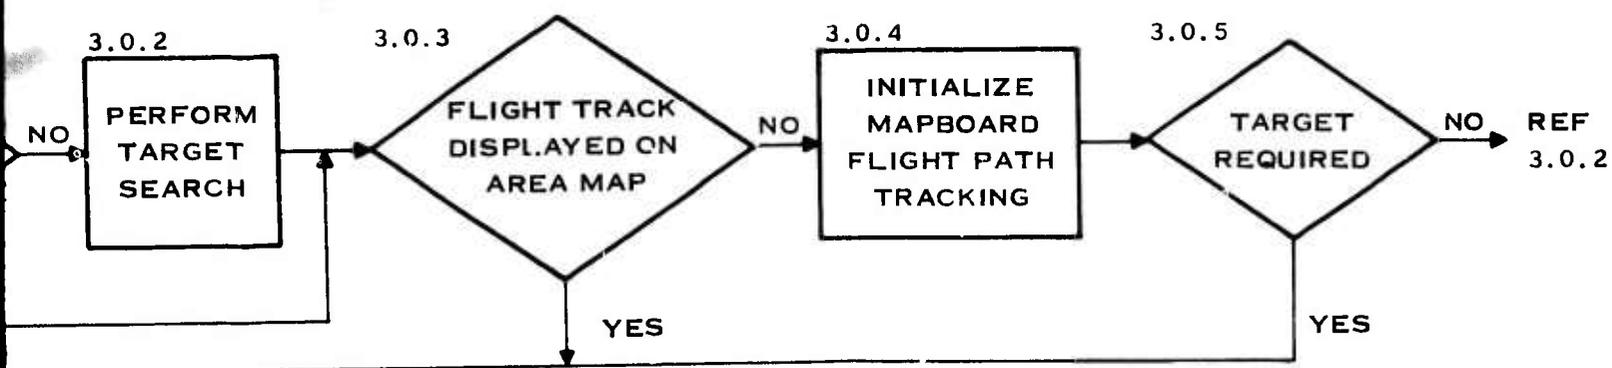 3.0.2
NO
PERFORM
TARGET
SEARCH
3.0.3
FLIGHT TRACK
DISPLAYED ON
AREA MAP
NO
YES
3.0.4
INITIALIZE
MAPBOARD
FLIGHT PATH
TRACKING
3.0.5
TARGET
REQUIRED
NO
YES
REF
3.0.2